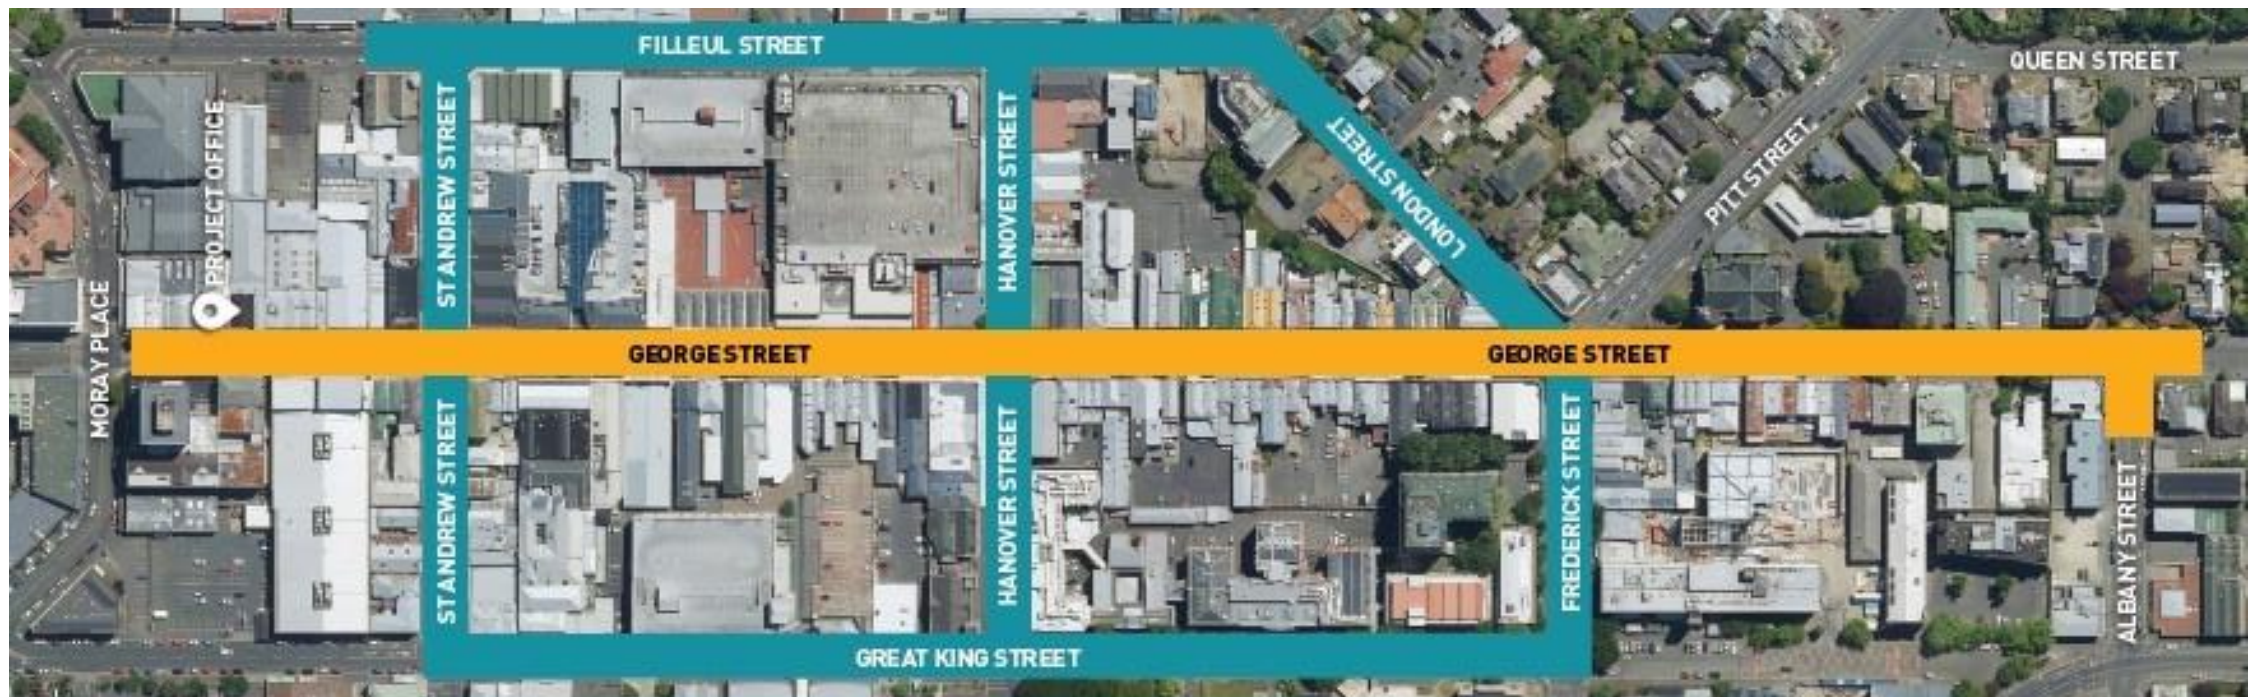 FILLEUL STREET
QUEEN STREET
PROJECT OFFICE
ST ANDREW STREET
HANOVER STREET
LONDON STREET
PITT STREET
MORAY PLACE
GEORGE STREET
GEORGE STREET
ST ANDREW STREET
HANOVER STREET
FREDERICK STREET
ALBANY STREET
GREAT KING STREET